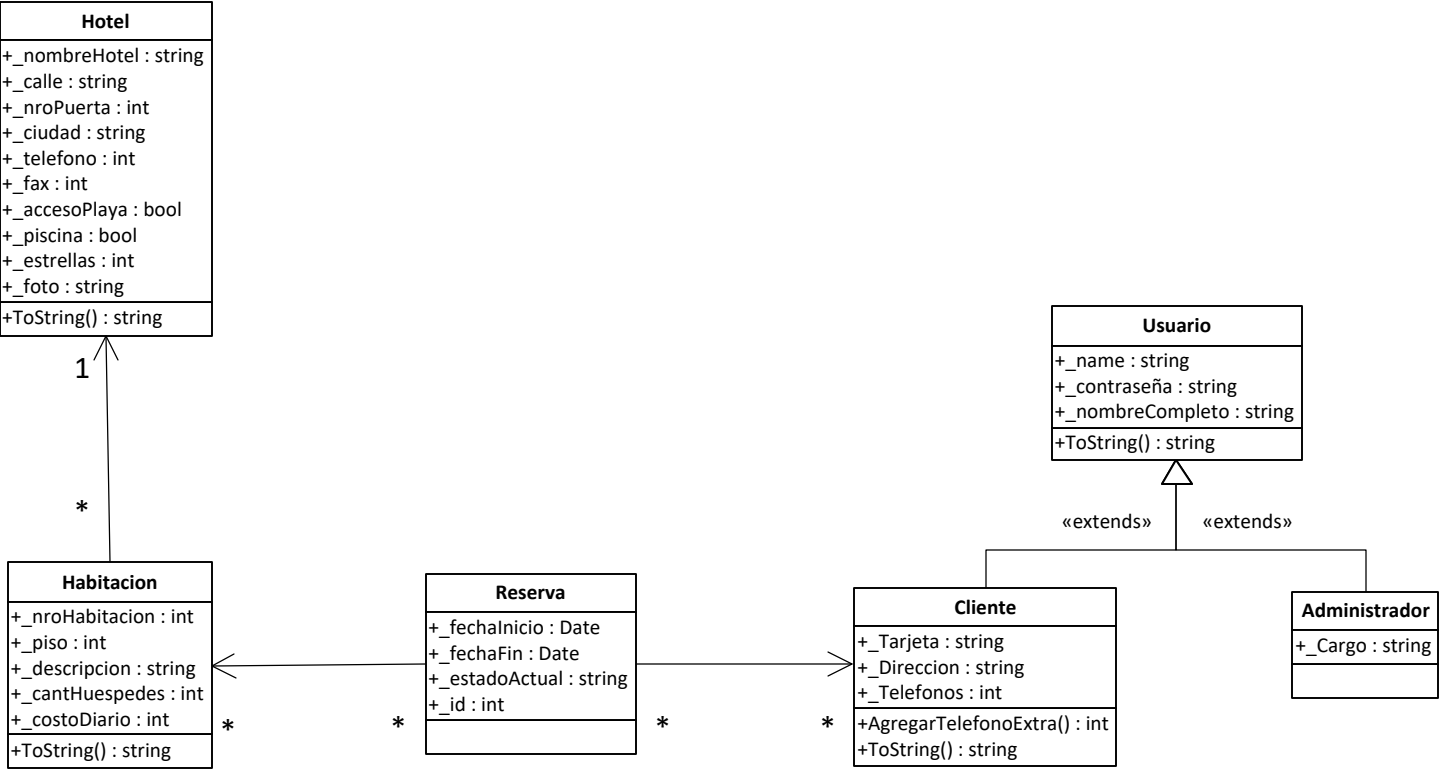 Hotel
+_nombreHotel : string
+_calle : string
+_nroPuerta : int
+_ciudad : string
+_telefono : int
+_fax : int
+_accesoPlaya : bool
+_piscina : bool
+_estrellas : int
+_foto : string
+ToString() : string
1
*
Usuario
+_name : string
+_contraseña : string
+_nombreCompleto : string
+ToString() : string
«extends»
«extends»
Habitacion
+_nroHabitacion : int
+_piso : int
+_descripcion : string
+_cantHuespedes : int
+_costoDiario : int
+ToString() : string
*
*
Reserva
+_fechaInicio : Date
+_fechaFin : Date
+_estadoActual : string
+_id : int
*
*
Cliente
+_Tarjeta : string
+_Direccion : string
+_Telefonos : int
+AgregarTelefonoExtra() : int
+ToString() : string
Administrador
+_Cargo : string